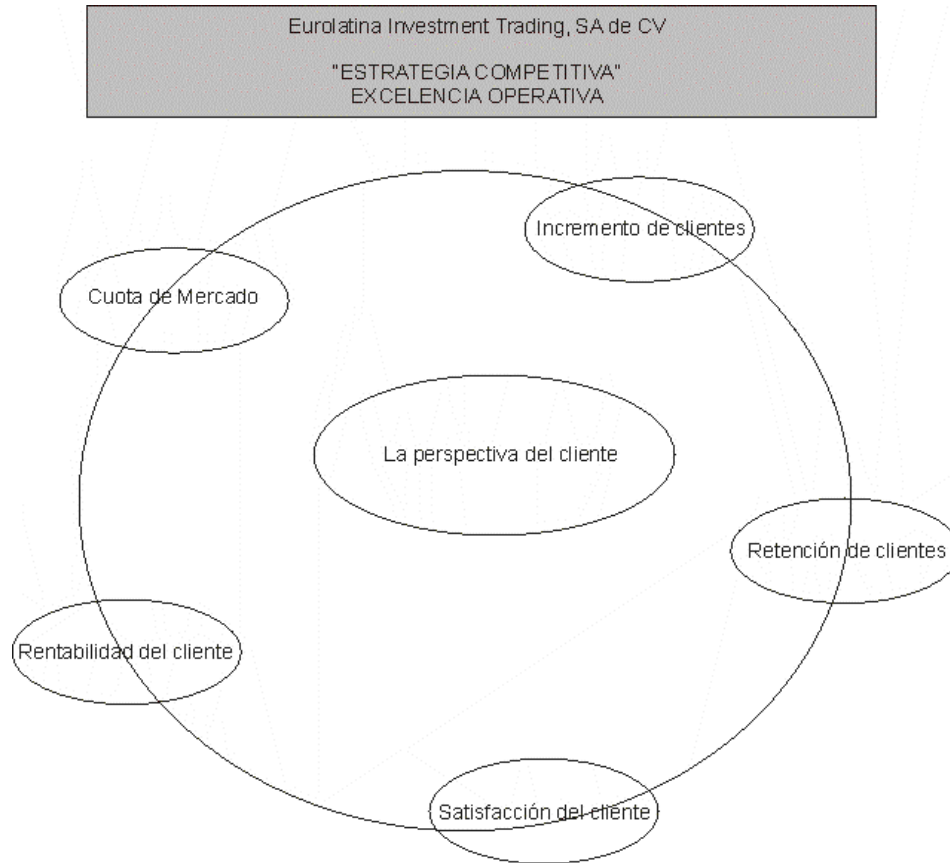 Eurolatina Investment Trading, SA de CV
"ESTRATEGIA COMPETITIVA"
EXCELENCIA OPERATIVA
Incremento de clientes
Cuota de Mercado
La perspectiva del cliente
Retención de clientes
Rentabilidad del cliente
Satisfacción del cliente